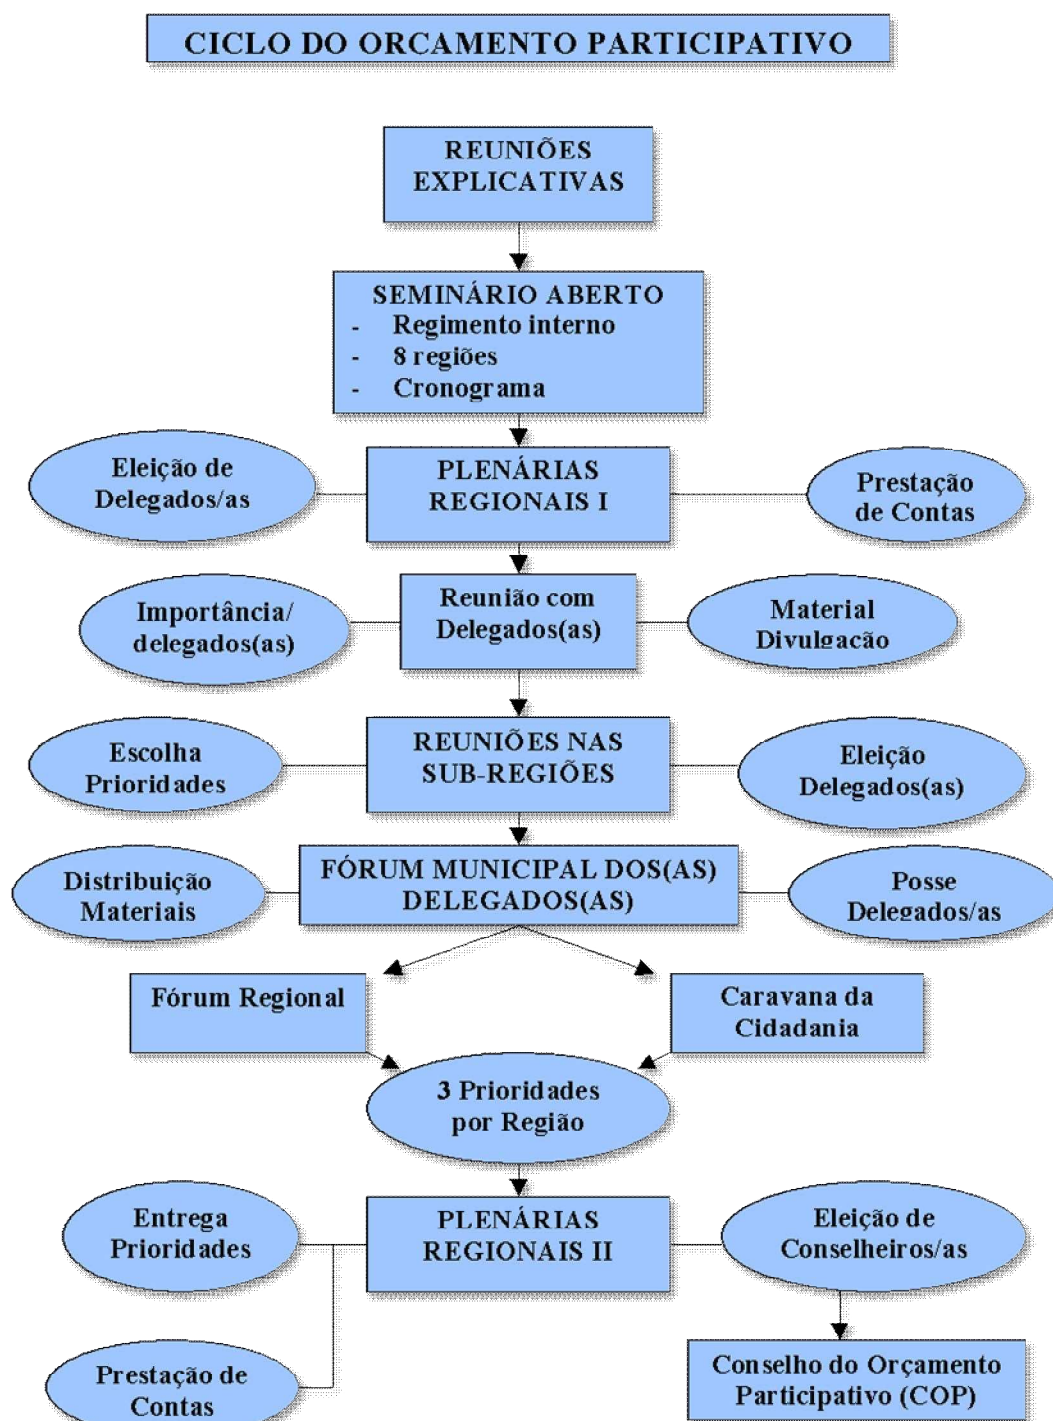 CICLO DO ORCAMENTO PARTICIPATIVO
REUNIÕES
EXPLICATIVAS
SEMINÁRIO ABERTO
- Regimento interno
- 8 regiões
- Cronograma
Eleição de
Delegados/as
PLENÁRIAS
REGIONAIS I
Prestação
de Contas
Importância/
delegados(as)
Reunião com
Delegados(as)
Material
Divulgação
Escolha
Prioridades
REUNIÕES NAS
SUB-REGIÕES
Eleição
Delegados(as)
Distribuição
Materiais
FÓRUM MUNICIPAL DOS(AS)
DELEGADOS(AS)
Posse
Delegados/as
Fórum Regional
Caravana da
Cidadania
3 Prioridades
por Região
Entrega
Prioridades
PLENÁRIAS
REGIONAIS II
Eleição de
Conselheiros/as
Prestação de
Contas
Conselho do Orçamento
Participativo (COP)